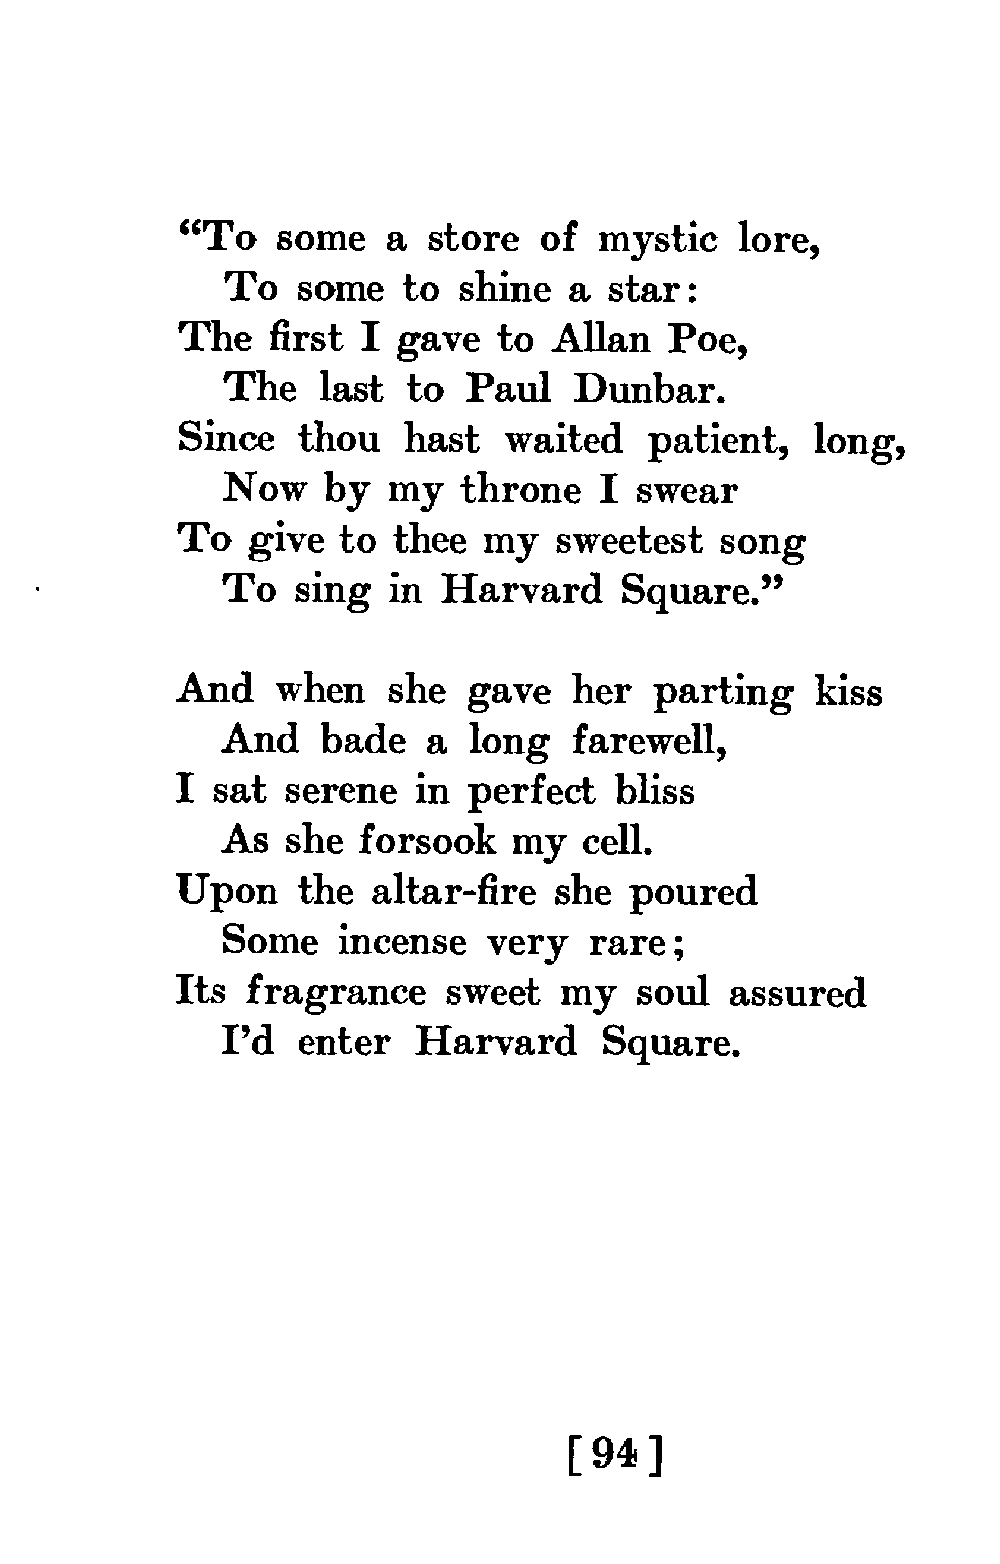 “To some a store of mystic lore,
To some to shine a star:
The first I gave to Allan Poe,
The last to Paul Dunbar.
Since thou hast waited patient, long,
Now by my throne I swear
To give to thee my sweetest song
To sing in Harvard Square.”
And when she gave her parting kiss
And bade a long farewell,
I sat serene in perfect bliss
As she forsook my cell.
Upon the altar-fire she poured
Some incense very rare;
Its fragrance sweet my soul assured
I’d enter Harvard Square.
[94]